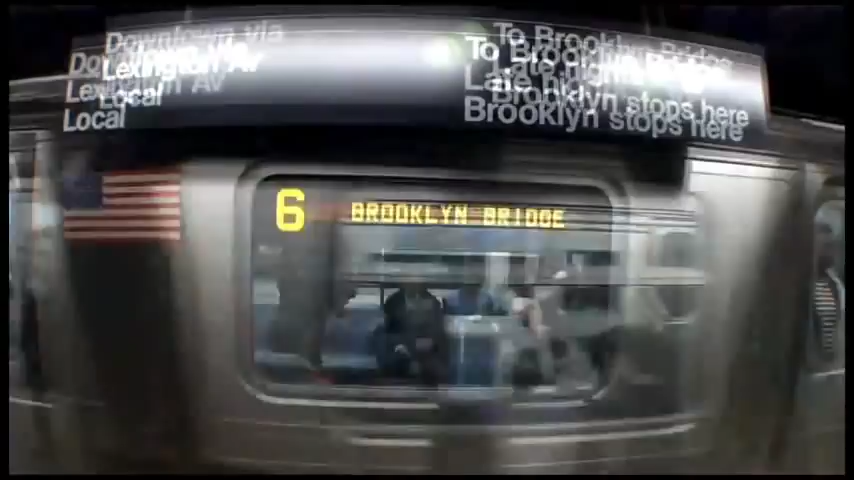 Downtown via
Lexington Av
Local
To Brooklyn Bridge
Late nights
Brooklyn stops here
6 BROOKLYN BRIDGE